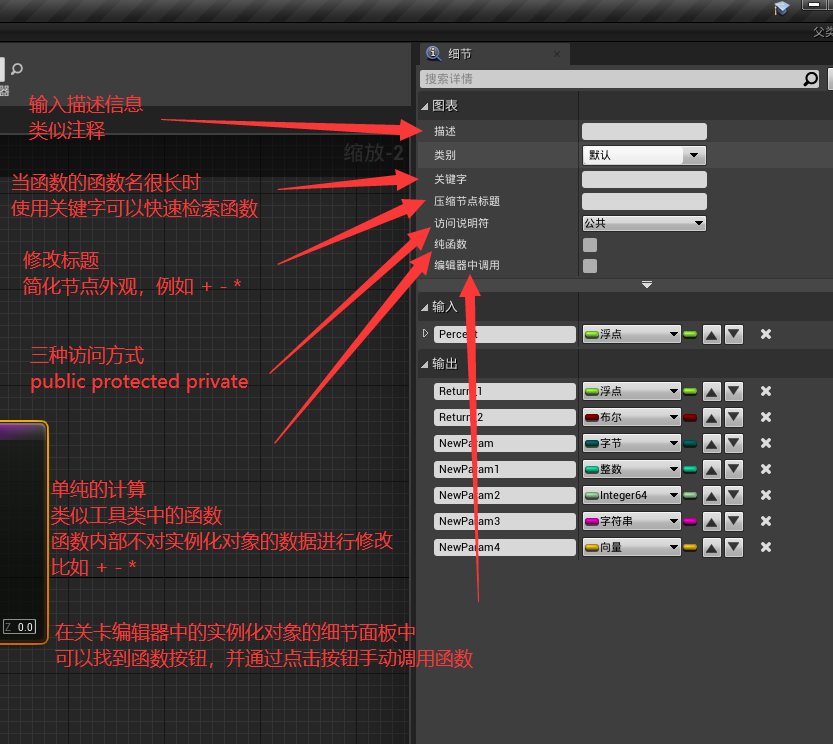 父类
细节
搜索详情
器
图表
输入描述信息
类似注释
描述
缩放-2
类别
默认
当函数的函数名很长时
使用关键字可以快速检索函数
关键字
压缩节点标题
访问说明符
公共
纯函数
编辑器中调用
修改标题
简化节点外观，例如 + - *
输入
Percent
浮点
三种访问方式
public protected private
输出
Return_1
浮点
Return_2
布尔
NewParam
字节
NewParam1
整数
NewParam2
Integer64
NewParam3
字符串
NewParam4
向量
单纯的计算
类似工具类中的函数
函数内部不对实例化对象的数据进行修改
比如 + - *
Z 0.0
在关卡编辑器中的实例化对象的细节面板中
可以找到函数按钮，并通过点击按钮手动调用函数